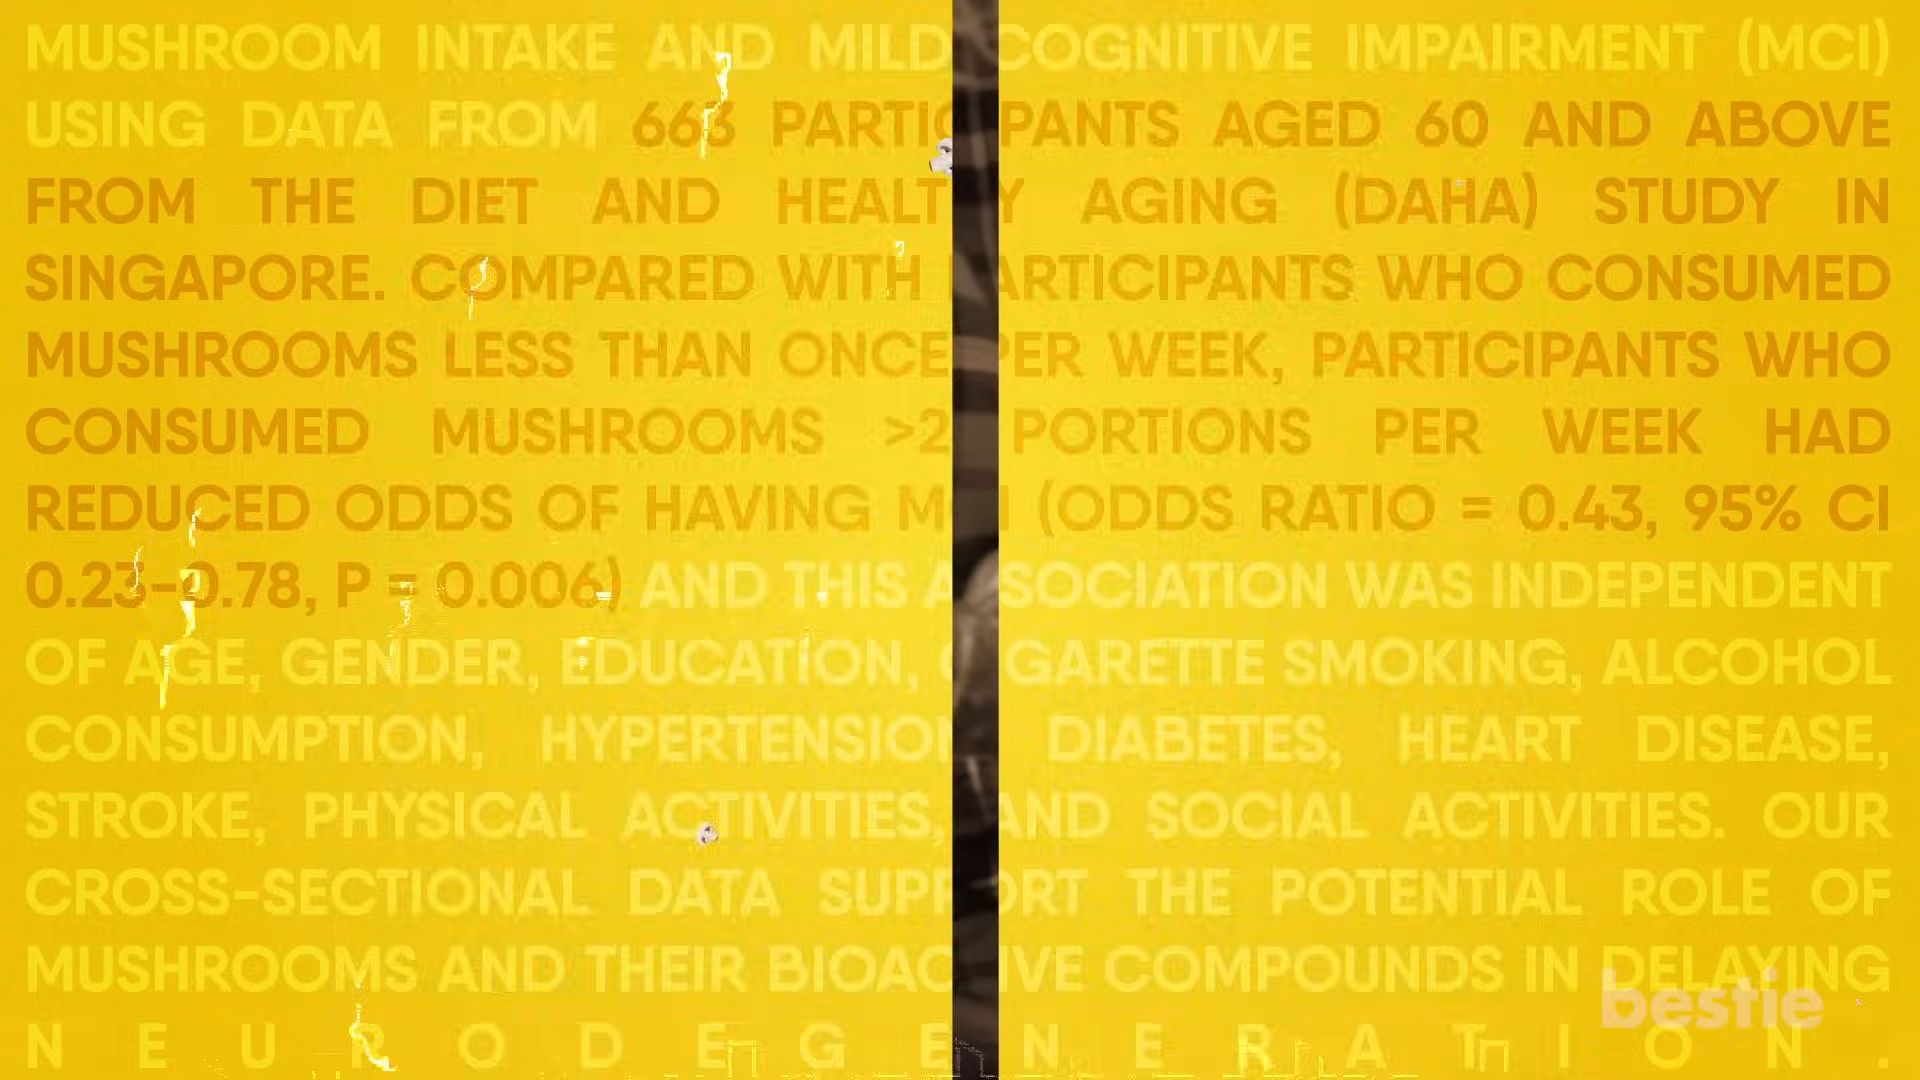 MUSHROOM INTAKE AND MILD COGNITIVE IMPAIRMENT (MCI)
USING DATA FROM 663 PARTICIPANTS AGED 60 AND ABOVE
FROM THE DIET AND HEALTHY AGING (DAHA) STUDY IN
SINGAPORE. COMPARED WITH PARTICIPANTS WHO CONSUMED
MUSHROOMS LESS THAN ONCE PER WEEK, PARTICIPANTS WHO
CONSUMED MUSHROOMS >2 PORTIONS PER WEEK HAD
REDUCED ODDS OF HAVING MCI (ODDS RATIO = 0.43, 95% CI
0.23–0.78, P = 0.006) AND THIS ASSOCIATION WAS INDEPENDENT
OF AGE, GENDER, EDUCATION, CIGARETTE SMOKING, ALCOHOL
CONSUMPTION, HYPERTENSION, DIABETES, HEART DISEASE,
STROKE, PHYSICAL ACTIVITIES, AND SOCIAL ACTIVITIES. OUR
CROSS-SECTIONAL DATA SUPPORT THE POTENTIAL ROLE OF
MUSHROOMS AND THEIR BIOACTIVE COMPOUNDS IN DELAYING
NEURODEGENERATION.
bestie